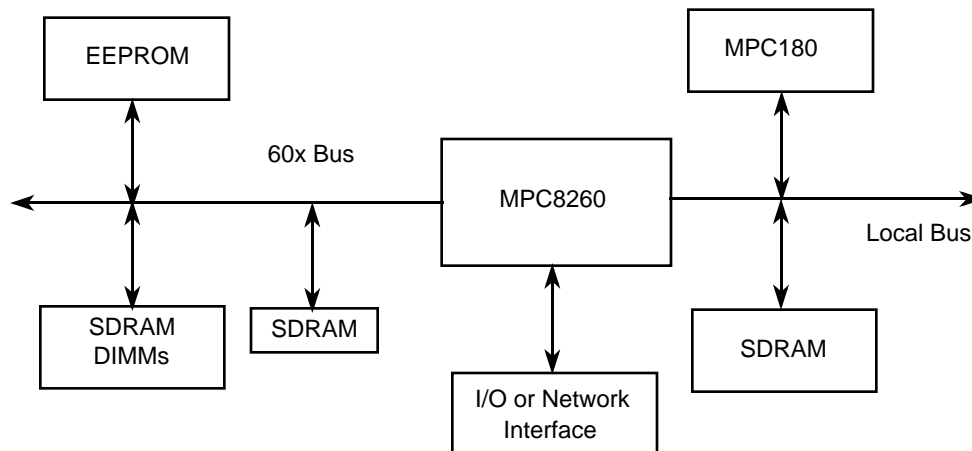 EEPROM
MPC180
60x Bus
MPC8260
Local Bus
SDRAM
DIMMs
SDRAM
SDRAM
I/O or Network
Interface